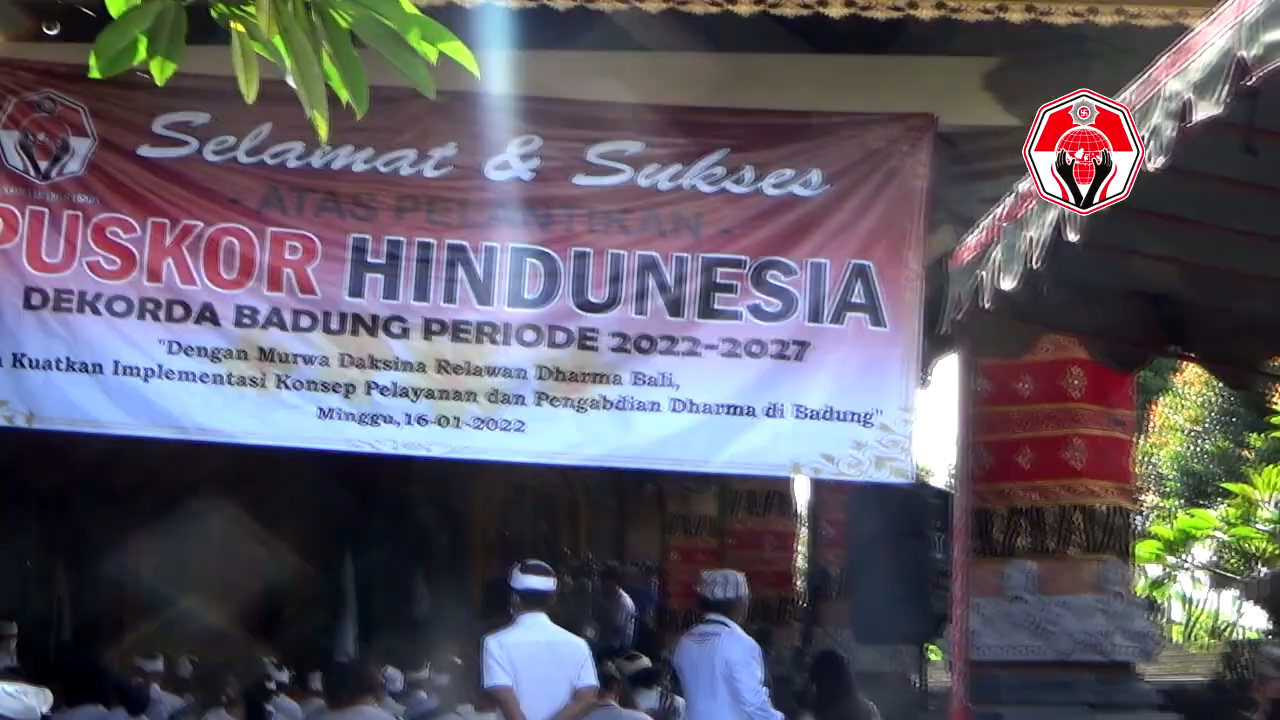 Selamat & Sukses
- ATAS PELANTIKAN -
PUSKOR HINDUNESIA
DEKORDA BADUNG PERIODE 2022-2027
"Dengan Murwa Daksina Relawan Dharma Bali,
Kuatkan Implementasi Konsep Pelayanan dan Pengabdian Dharma di Badung"
Minggu, 16-01-2022